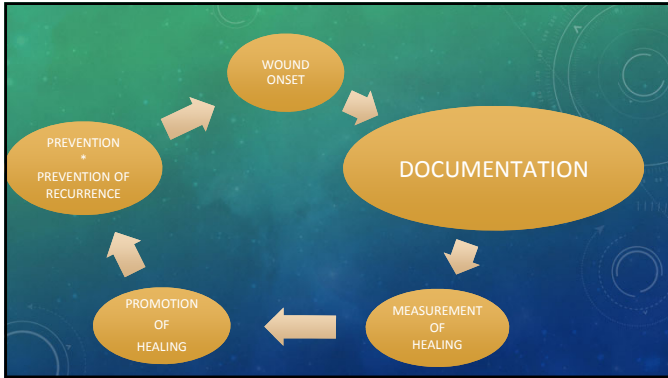 WOUND
ONSET
DOCUMENTATION
MEASUREMENT
OF
HEALING
PROMOTION
OF
HEALING
PREVENTION
*
PREVENTION OF
RECURRENCE